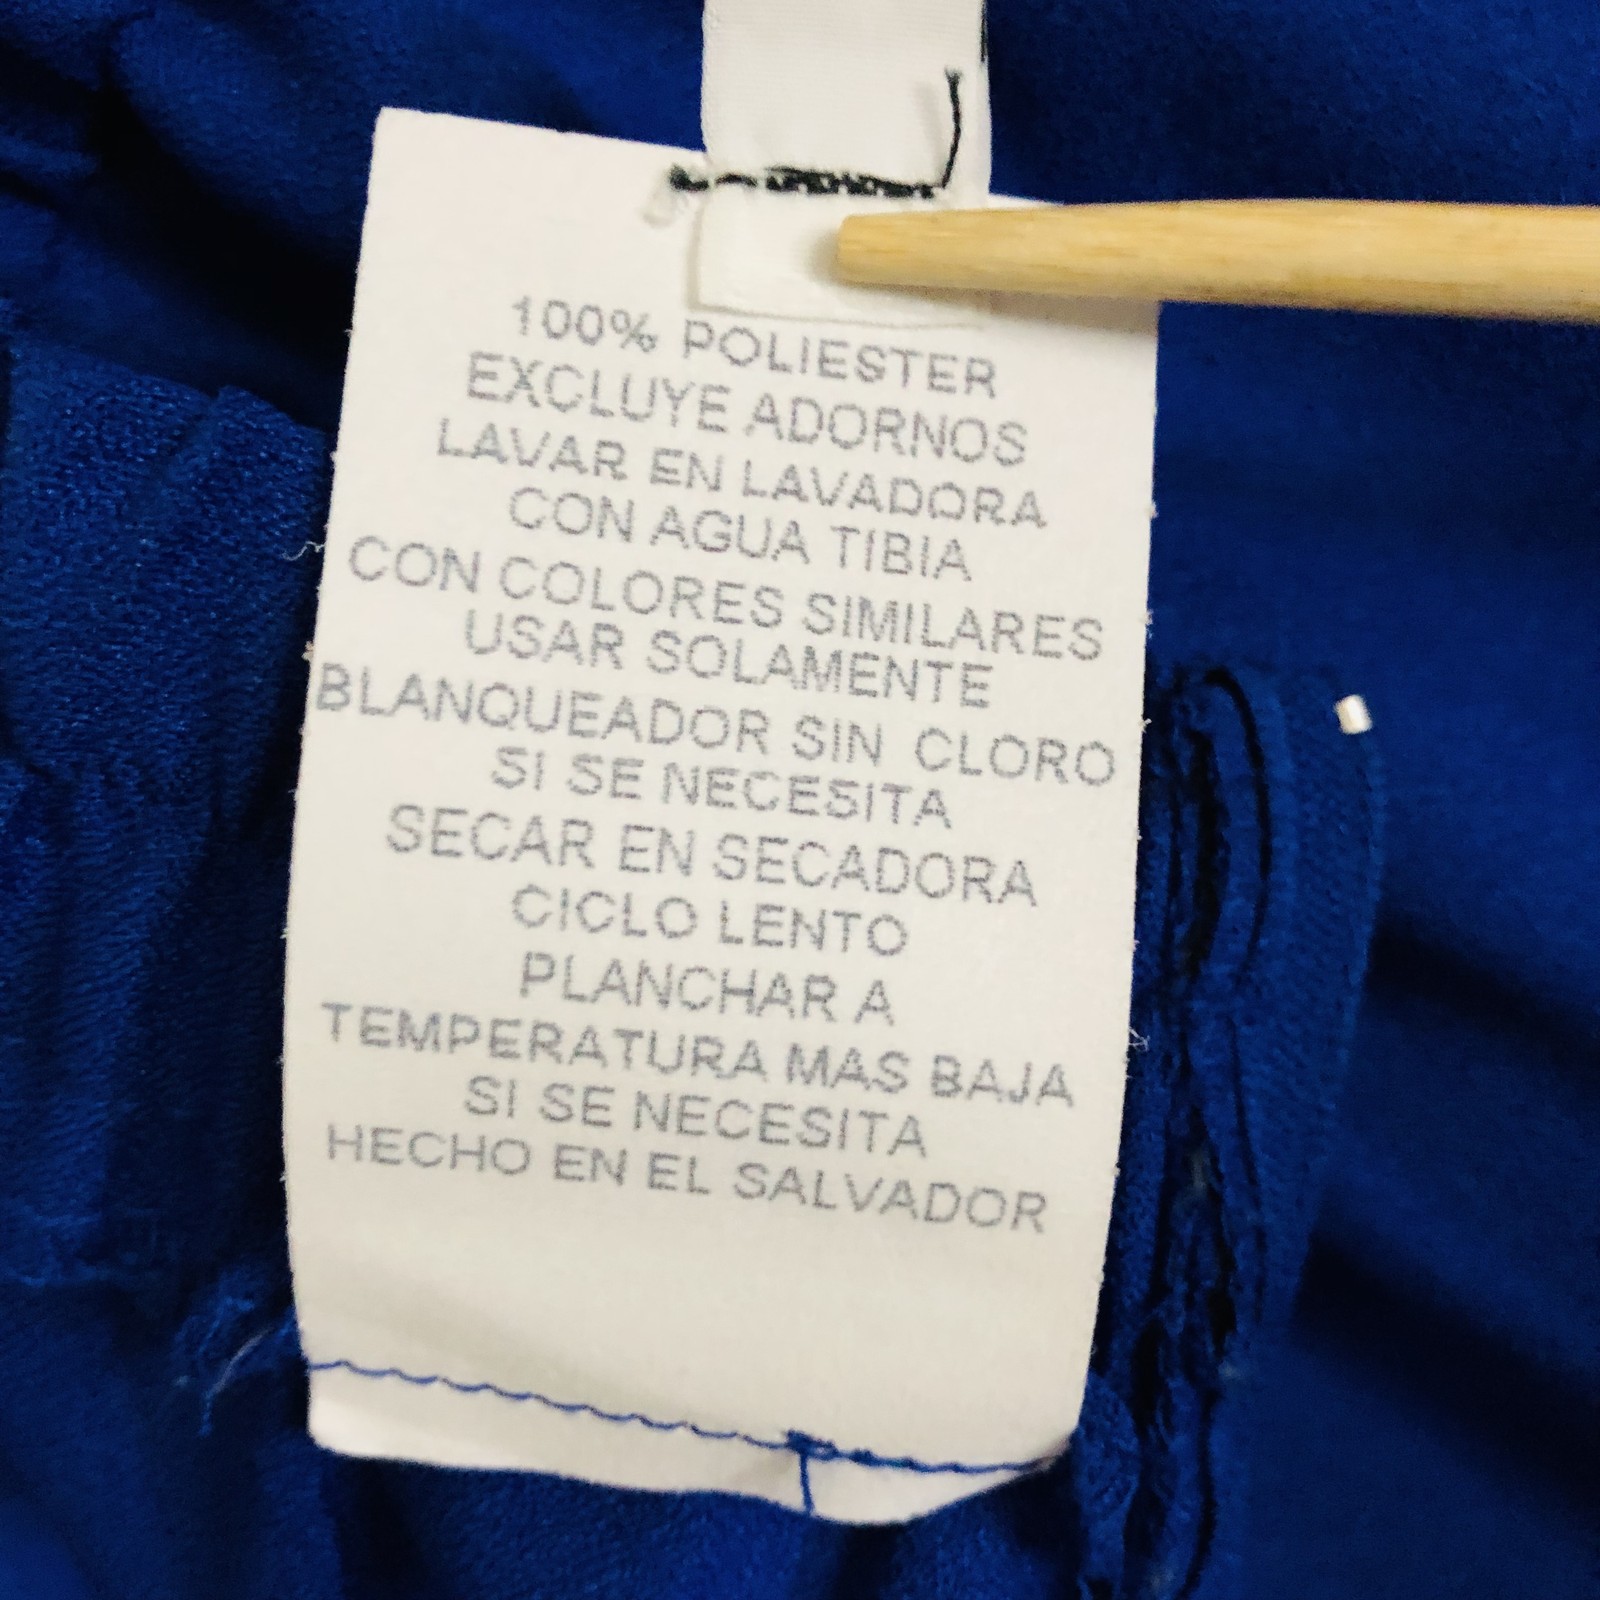 100% POLIESTER
EXCLUYE ADORNOS
LAVAR EN LAVADORA
CON AGUA TIBIA
CON COLORES SIMILARES
USAR SOLAMENTE
BLANQUEADOR SIN CLORO
SI SE NECESITA
SECAR EN SECADORA
CICLO LENTO
PLANCHAR A
TEMPERATURA MAS BAJA
SI SE NECESITA
HECHO EN EL SALVADOR